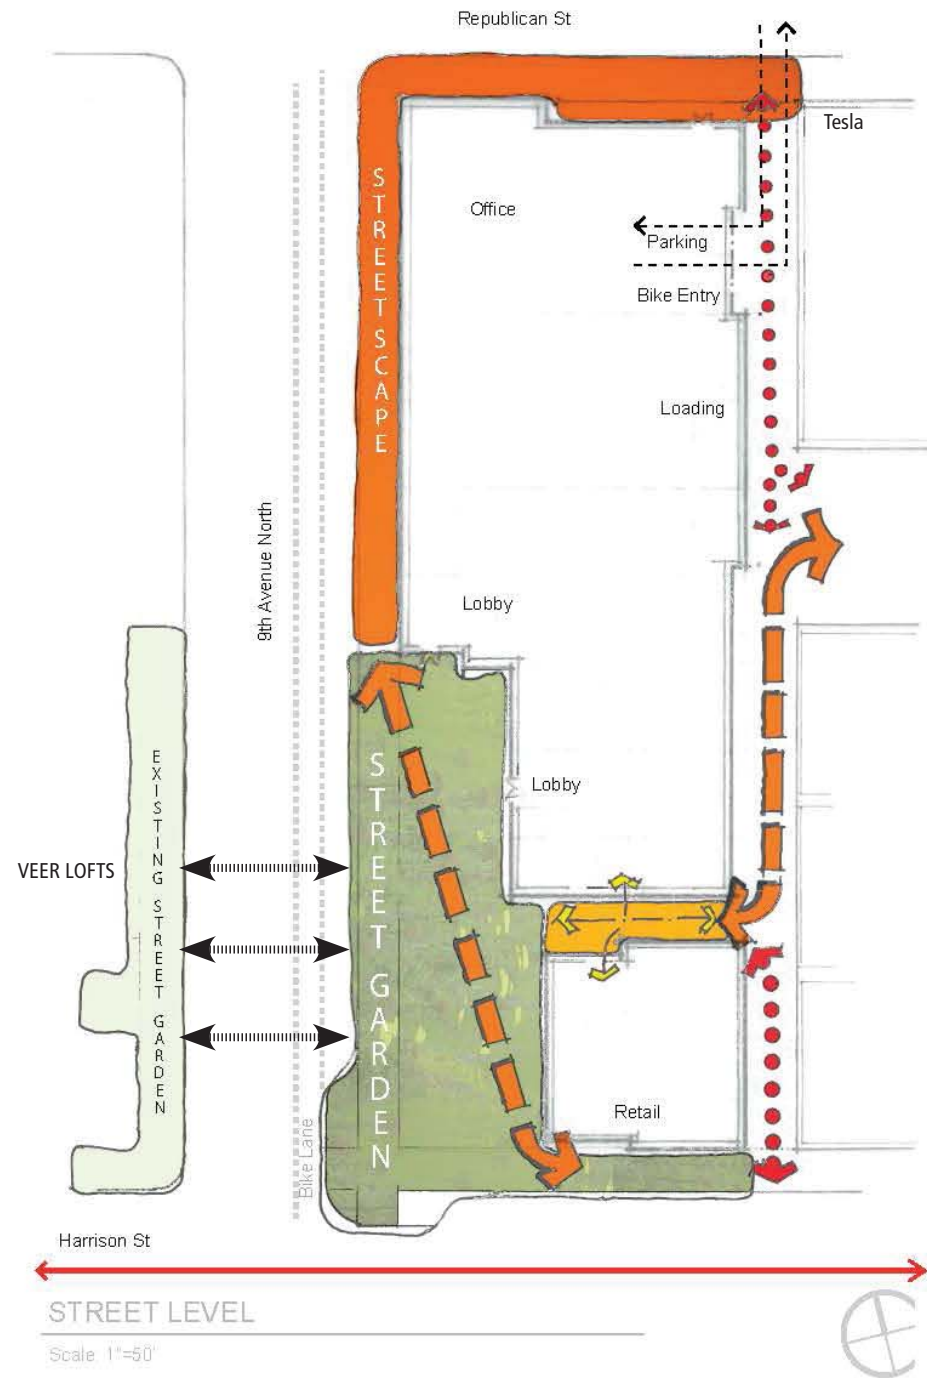 Republican St
Tesla
STREETSCAPE
Office
Parking
Bike Entry
Loading
9th Avenue North
Lobby
Lobby
EXISTING STREET GARDEN
VEER LOFTS
STREET GARDEN
Retail
Bike Lane
Harrison St
STREET LEVEL
Scale: 1"=50'